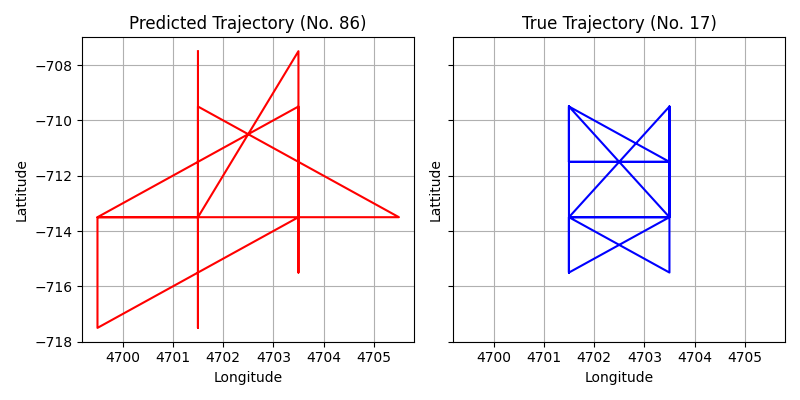 Predicted Trajectory (No. 86)
True Trajectory (No. 17)
−708
−710
−712
−714
−716
−718
Lattitude
Lattitude
4700 4701 4702 4703 4704 4705
4700 4701 4702 4703 4704 4705
Longitude
Longitude